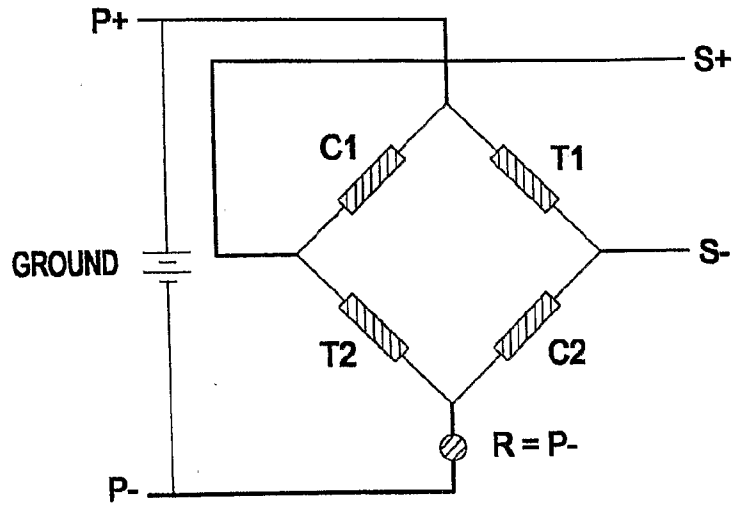 P+
S+
C1
T1
GROUND
S-
T2
C2
R = P-
P-